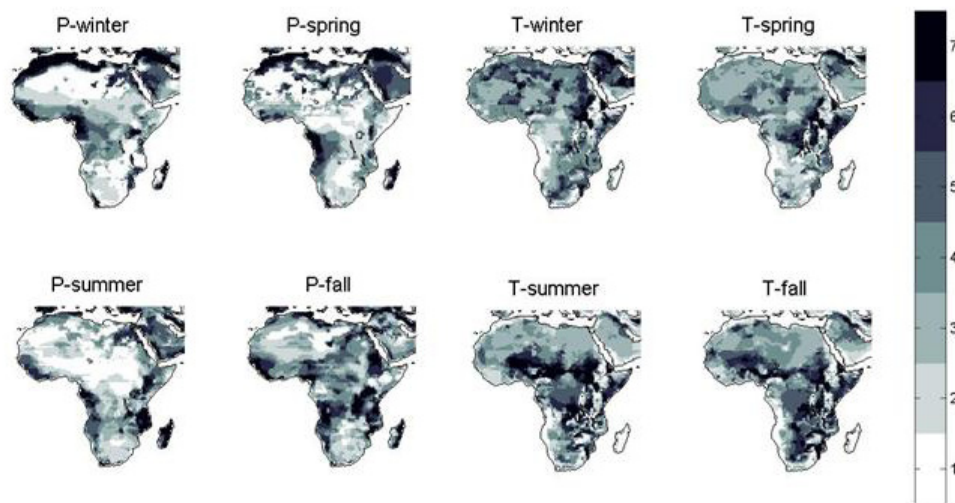 P-winter
P-spring
T-winter
T-spring
P-summer
P-fall
T-summer
T-fall
7
6
5
4
3
2
1